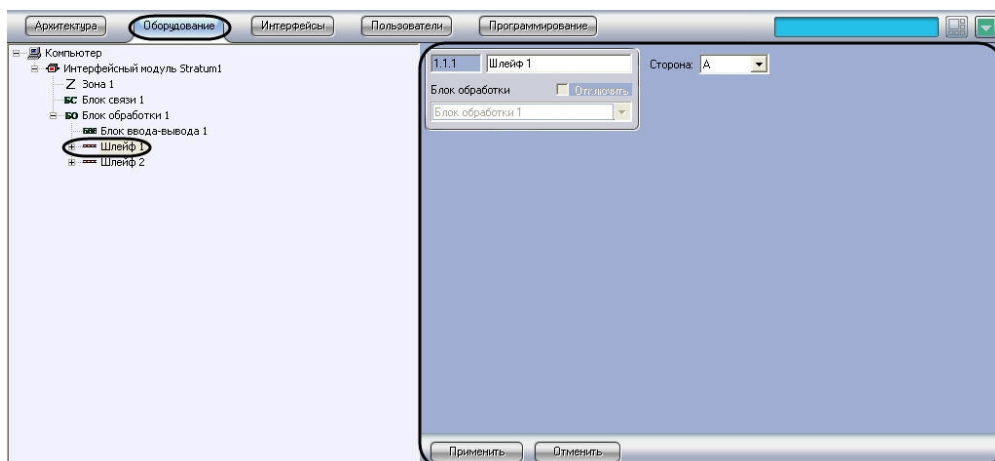 Архитектура Оборудование Интерфейсы Пользователи Программирование
Компьютер
Интерфейсный модуль Stratum1
Z Зона 1
БС Блок связи 1
БО Блок обработки 1
БВВ Блок ввода-вывода 1
Шлейф 1
Шлейф 2
1.1.1 Шлейф 1 Сторона: А
Блок обработки Отключить
Блок обработки 1
Применить Отменить